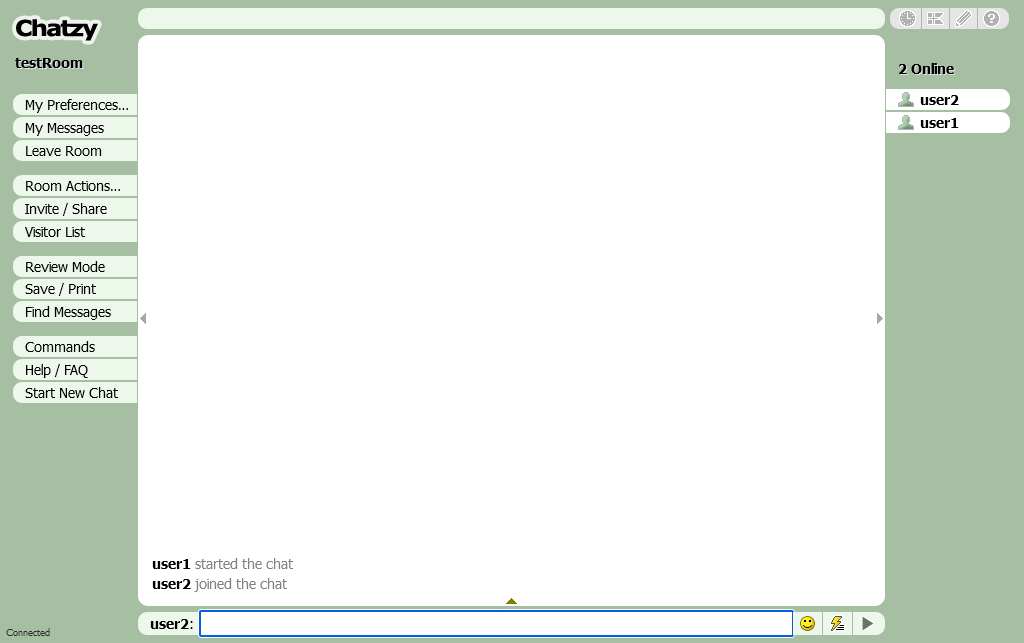 Chatzy
testRoom
My Preferences...
My Messages
Leave Room
Room Actions...
Invite / Share
Visitor List
Review Mode
Save / Print
Find Messages
Commands
Help / FAQ
Start New Chat
Connected
user1 started the chat
user2 joined the chat
user2:
?
2 Online
user2
user1